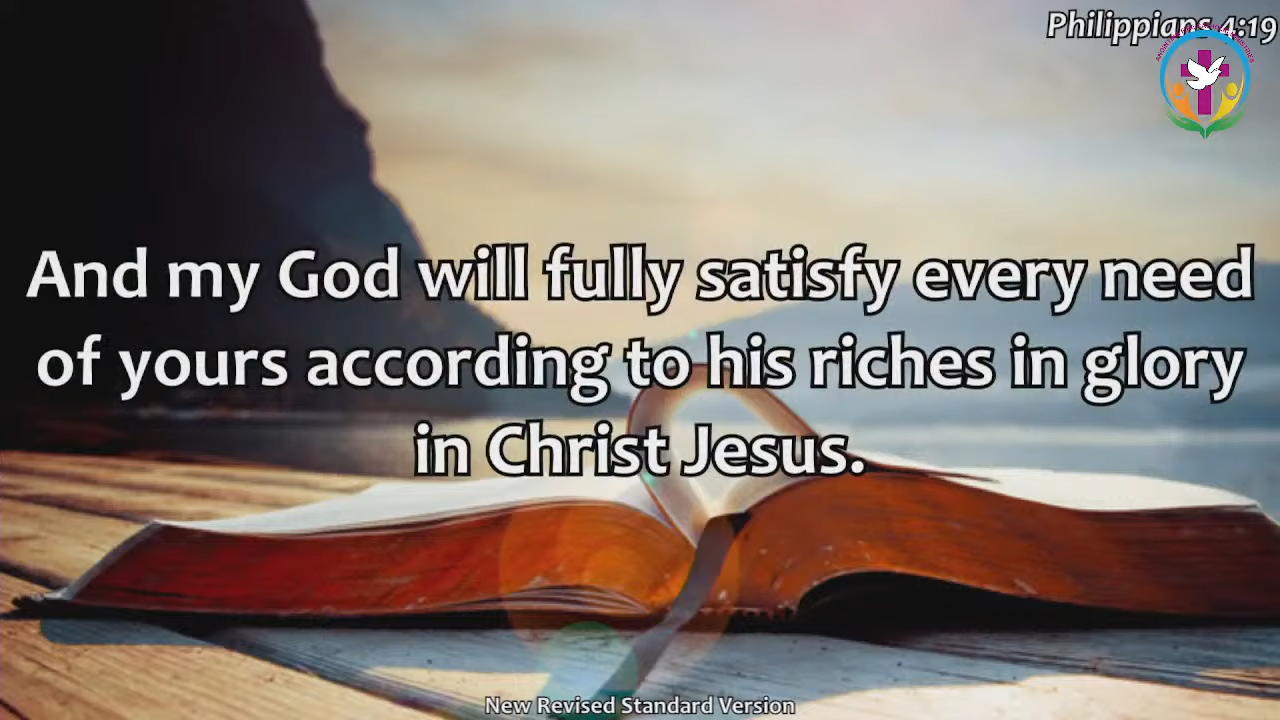 Philippians 4:19
And my God will fully satisfy every need
of yours according to his riches in glory
in Christ Jesus.
New Revised Standard Version